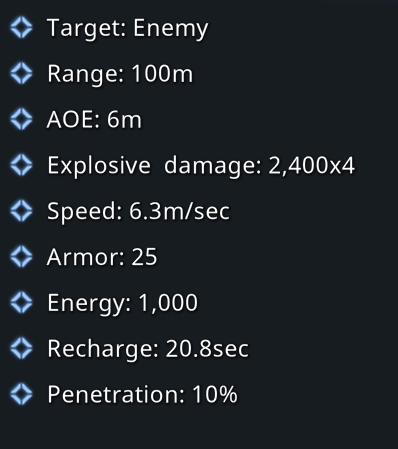 Target: Enemy
Range: 100m
AOE: 6m
Explosive  damage: 2,400x4
Speed: 6.3m/sec
Armor: 25
Energy: 1,000
Recharge: 20.8sec
Penetration: 10%